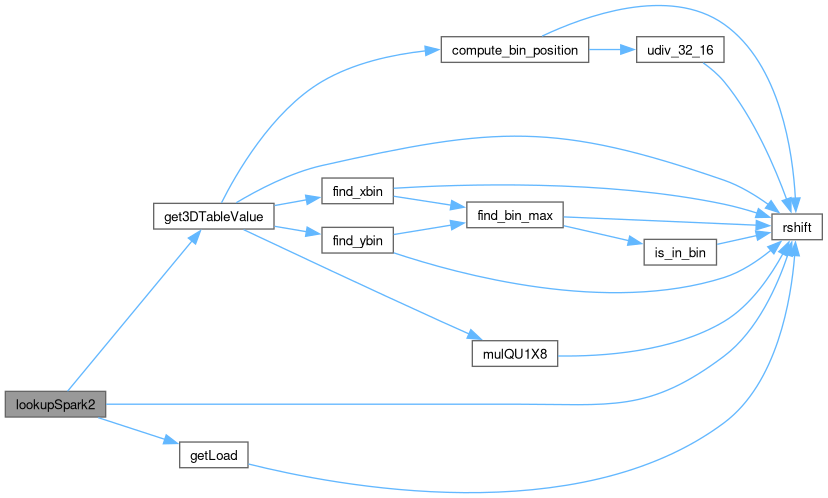 compute_bin_position
udiv_32_16
find_xbin
get3DTableValue
find_bin_max
rshift
find_ybin
is_in_bin
mulQU1X8
lookupSpark2
getLoad